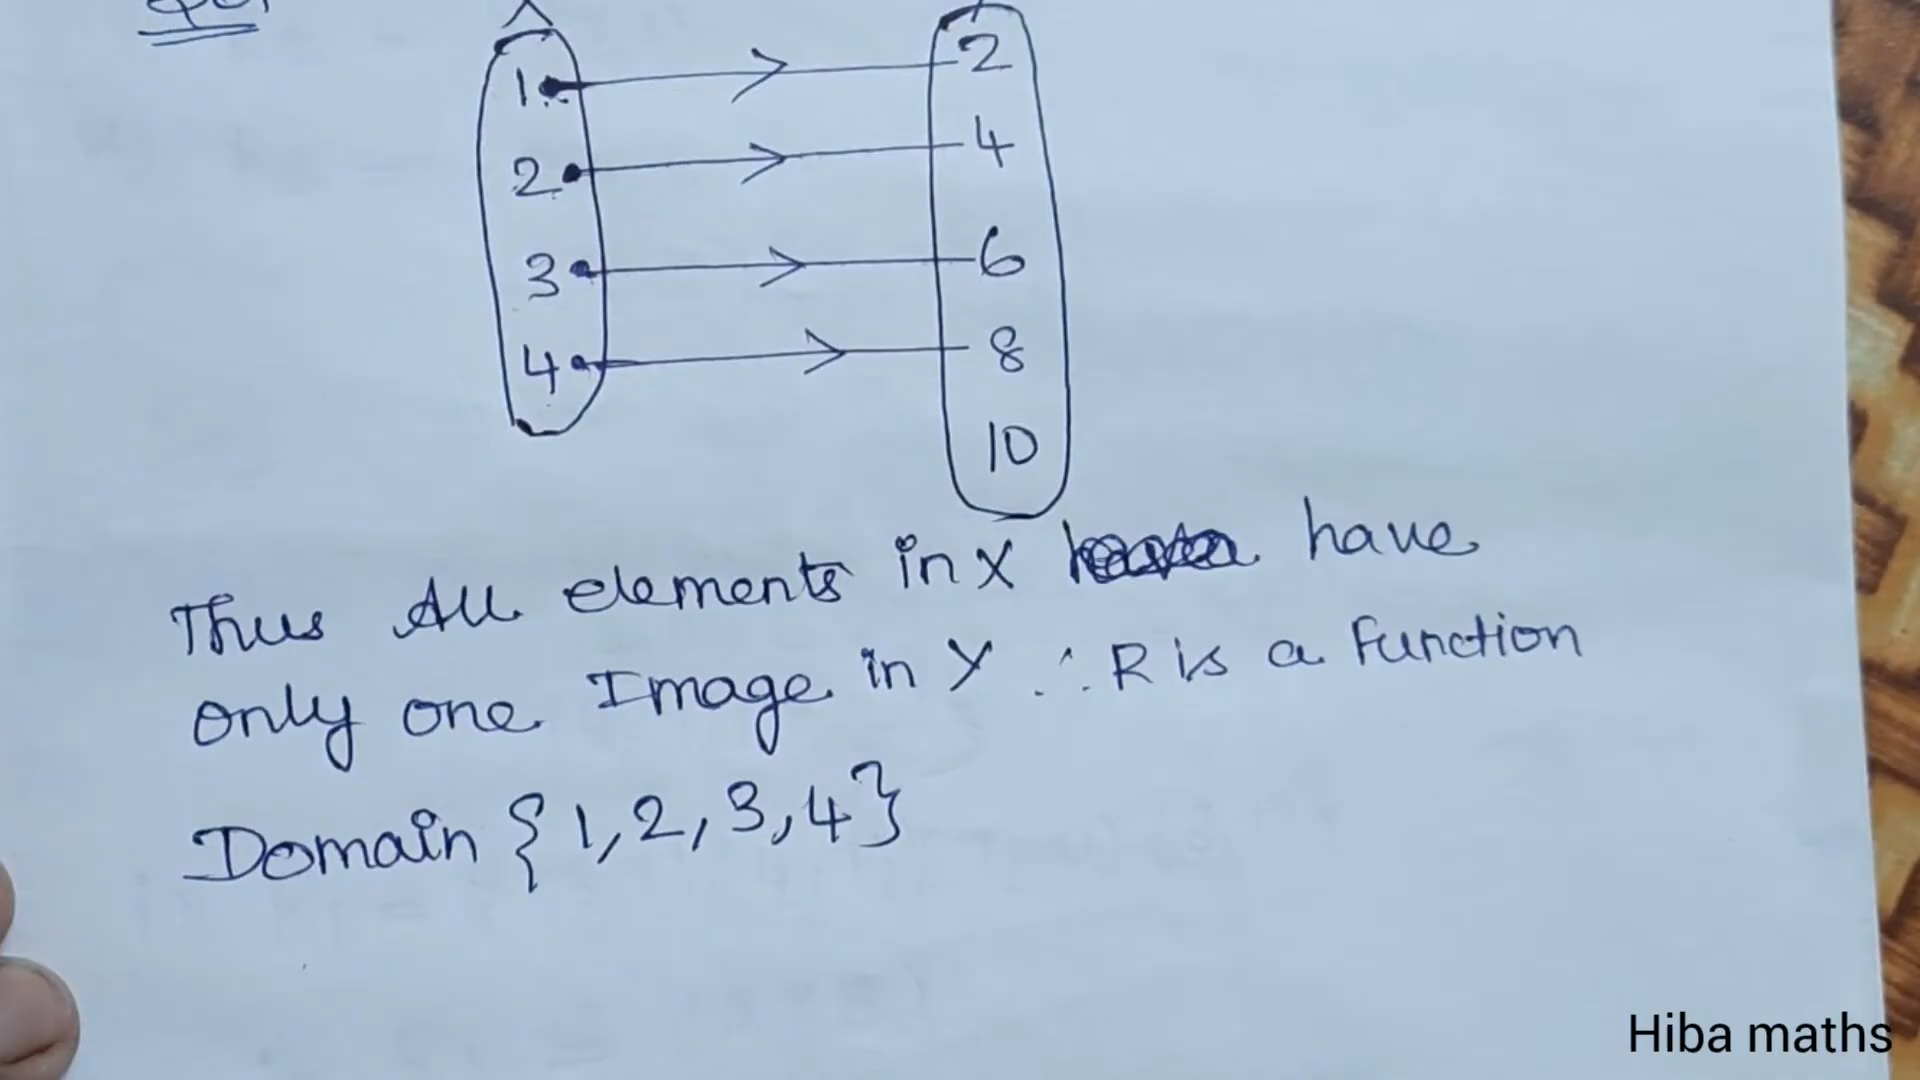 1 2
2 4
3 6
4 8
10
Thus All elements in X have
only one Image in Y ∴ R is a Function
Domain {1, 2, 3, 4}
Hiba maths